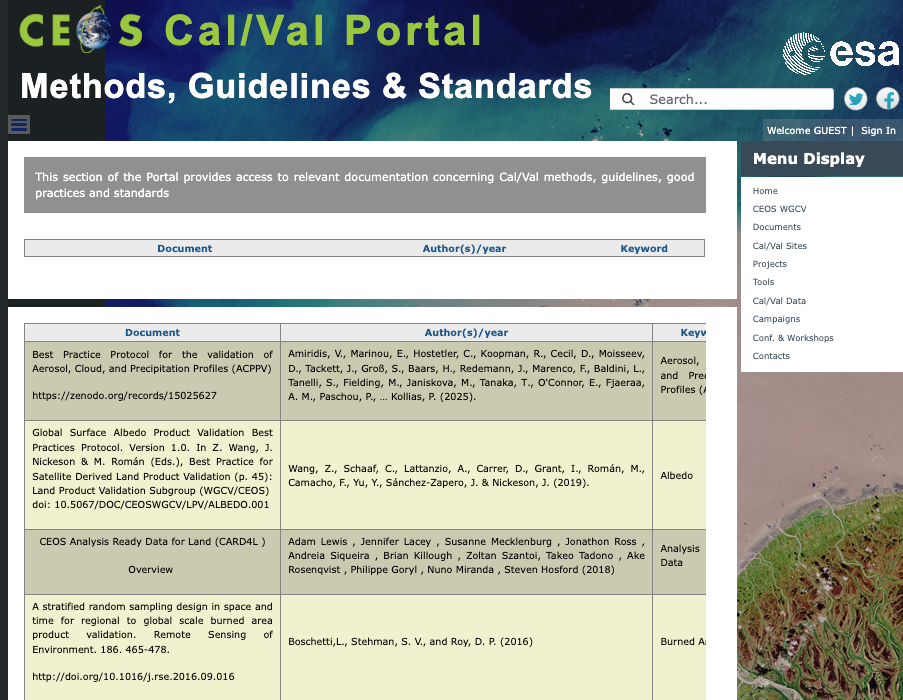 CEOS Cal/Val Portal
esa
Methods, Guidelines & Standards
Search...
Welcome GUEST | Sign In
Menu Display
This section of the Portal provides access to relevant documentation concerning Cal/Val methods, guidelines, good
practices and standards
Home
CEOS WGCV
Documents
Cal/Val Sites
Projects
Tools
Cal/Val Data
Campaigns
Conf. & Workshops
Contacts
Document Author(s)/year Keyword
Document Author(s)/year Keyw
Best Practice Protocol for the validation of
Aerosol, Cloud, and Precipitation Profiles (ACPPV)
https://zenodo.org/records/15025627
Amiridis, V., Marinou, E., Hostetler, C., Koopman, R., Cecil, D., Moisseev,
D., Tackett, J., Groß, S., Baars, H., Redemann, J., Marenco, F., Baldini, L.,
Tanelli, S., Fielding, M., Janiskova, M., Tanaka, T., O'Connor, E., Fjaeraa,
A. M., Paschou, P., ... Kollias, P. (2025).
Aerosol,
and Prec
Profiles (A
Global Surface Albedo Product Validation Best
Practices Protocol. Version 1.0. In Z. Wang, J.
Nickeson & M. Román (Eds.), Best Practice for
Satellite Derived Land Product Validation (p. 45):
Land Product Validation Subgroup (WGCV/CEOS)
doi: 10.5067/DOC/CEOSWGCV/LPV/ALBEDO.001
Wang, Z., Schaaf, C., Lattanzio, A., Carrer, D., Grant, I., Román, M.,
Camacho, F., Yu, Y., Sánchez-Zapero, J. & Nickeson, J. (2019).
Albedo
CEOS Analysis Ready Data for Land (CARD4L )
Overview
Adam Lewis , Jennifer Lacey , Susanne Mecklenburg , Jonathon Ross ,
Andreia Siqueira , Brian Killough , Zoltan Szantoi, Takeo Tadono , Ake
Rosenqvist , Philippe Goryl , Nuno Miranda , Steven Hosford (2018)
Analysis
Data
A stratified random sampling design in space and
time for regional to global scale burned area
product validation. Remote Sensing of
Environment. 186. 465-478.
http://doi.org/10.1016/j.rse.2016.09.016
Boschetti,L., Stehman, S. V., and Roy, D. P. (2016)
Burned Ar